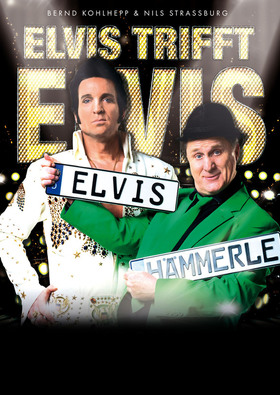 BERND KOHLHEPP & NILS STRASSBURG
ELVIS TRIFFT
ELVIS
ELVIS
HÄMMERLE